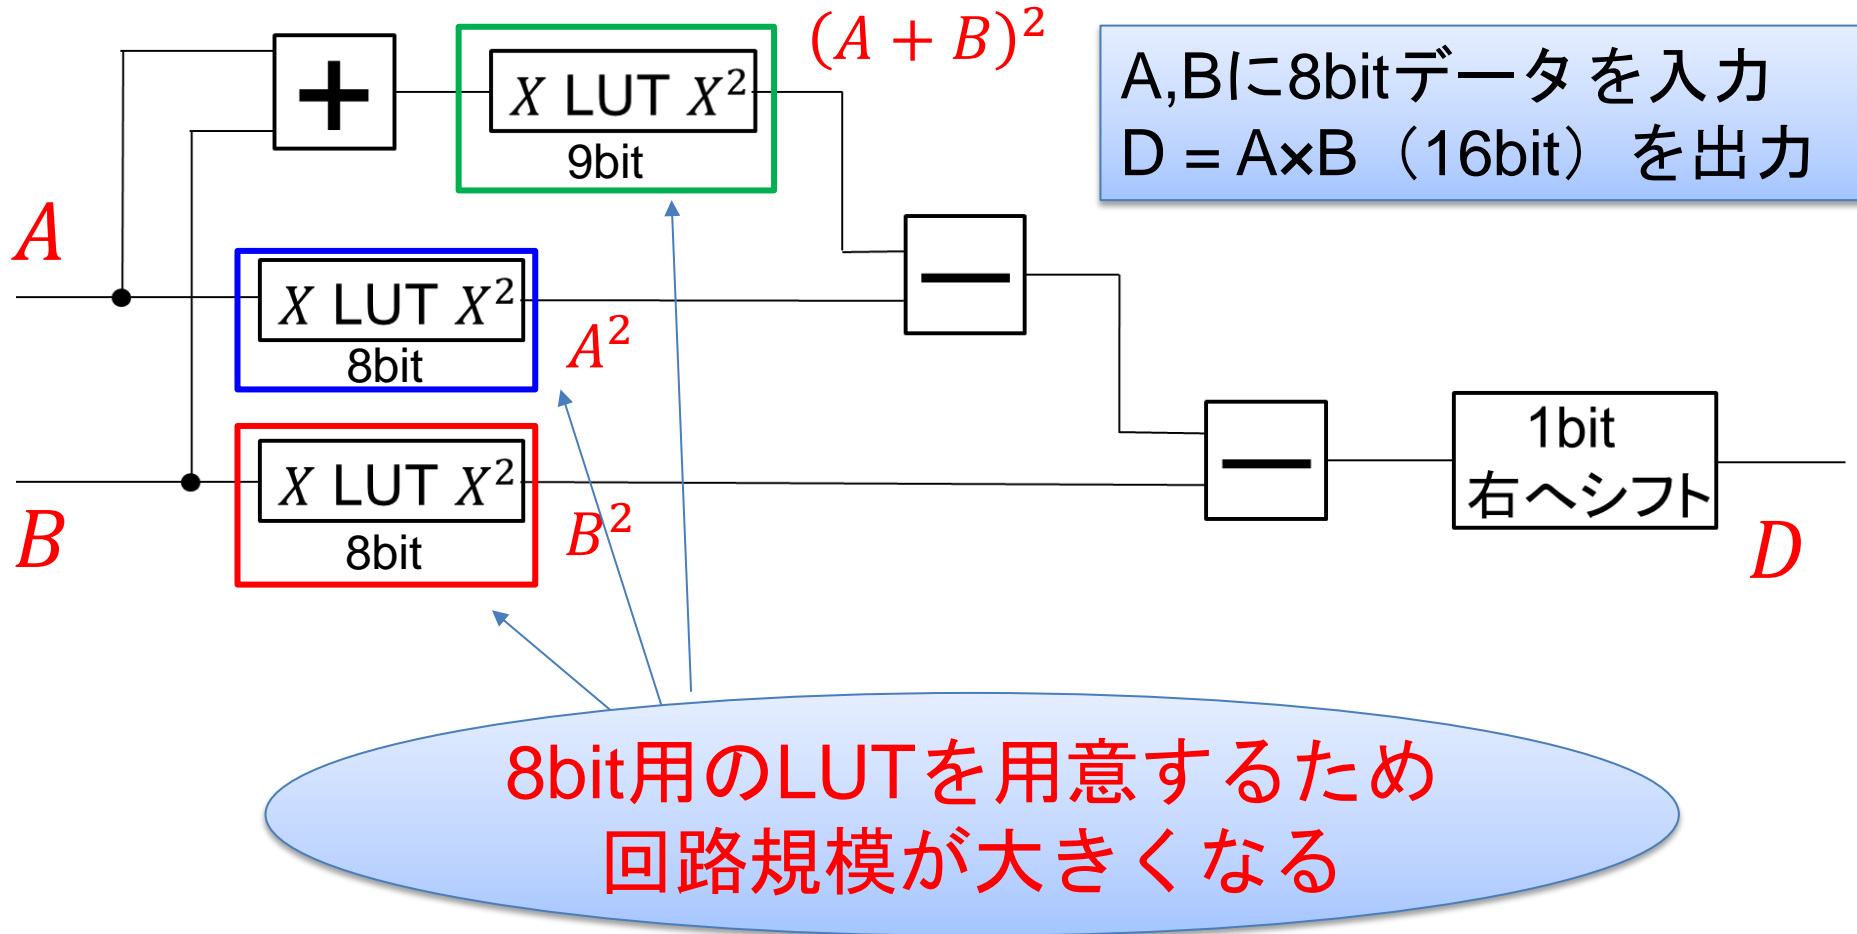 (A + B)²
A,Bに8bitデータを入力
D = A×B（16bit）を出力
+
X LUT X²
9bit
A
X LUT X²
8bit
A²
—
B
X LUT X²
8bit
B²
—
1bit
右へシフト
D
8bit用のLUTを用意するため
回路規模が大きくなる